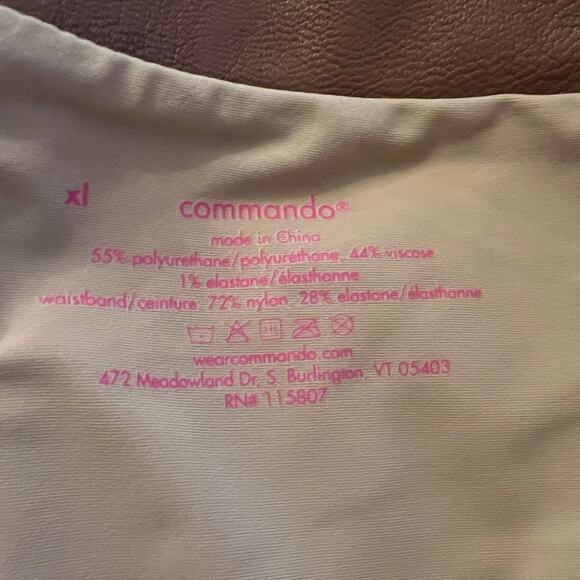 xl
commando®
made in China
55% polyurethane/polyuréthane, 44% viscose
1% elastane/élasthanne
waistband/ceinture: 72% nylon, 28% elastane/élasthanne
wearcommando.com
472 Meadowland Dr, S. Burlington, VT 05403
RN# 115807